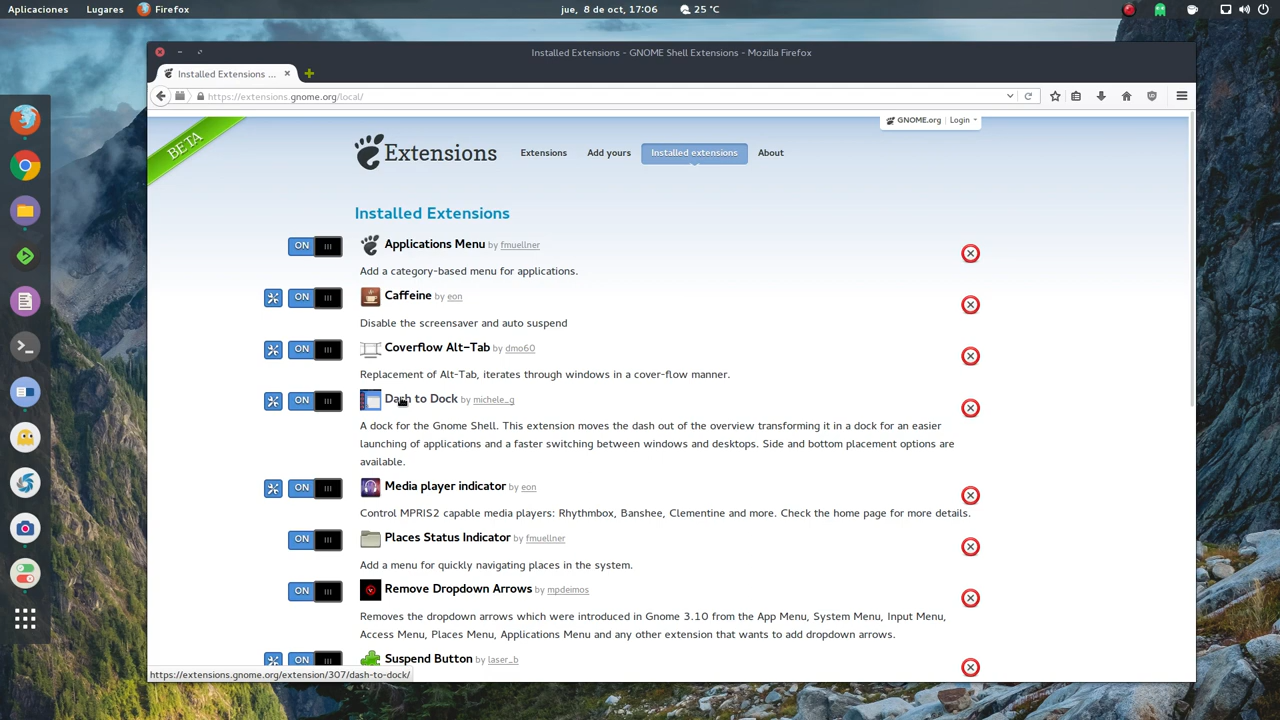 Aplicaciones Lugares Firefox jue, 8 de oct, 17:06 25 °C
Installed Extensions - GNOME Shell Extensions - Mozilla Firefox
Installed Extensions ...
https://extensions.gnome.org/local/
BETA
GNOME.org Login
Extensions
Extensions Add yours Installed extensions About
Installed Extensions
ON Applications Menu by fmuellner
Add a category-based menu for applications.
ON Caffeine by eon
Disable the screensaver and auto suspend
ON Coverflow Alt-Tab by dmo60
Replacement of Alt-Tab, iterates through windows in a cover-flow manner.
ON Dash to Dock by michele_g
A dock for the Gnome Shell. This extension moves the dash out of the overview transforming it in a dock for an easier
launching of applications and a faster switching between windows and desktops. Side and bottom placement options are
available.
ON Media player indicator by eon
Control MPRIS2 capable media players: Rhythmbox, Banshee, Clementine and more. Check the home page for more details.
ON Places Status Indicator by fmuellner
Add a menu for quickly navigating places in the system.
ON Remove Dropdown Arrows by mpdeimos
Removes the dropdown arrows which were introduced in Gnome 3.10 from the App Menu, System Menu, Input Menu,
Access Menu, Places Menu, Applications Menu and any other extension that wants to add dropdown arrows.
ON Suspend Button by laser_b
https://extensions.gnome.org/extension/307/dash-to-dock/